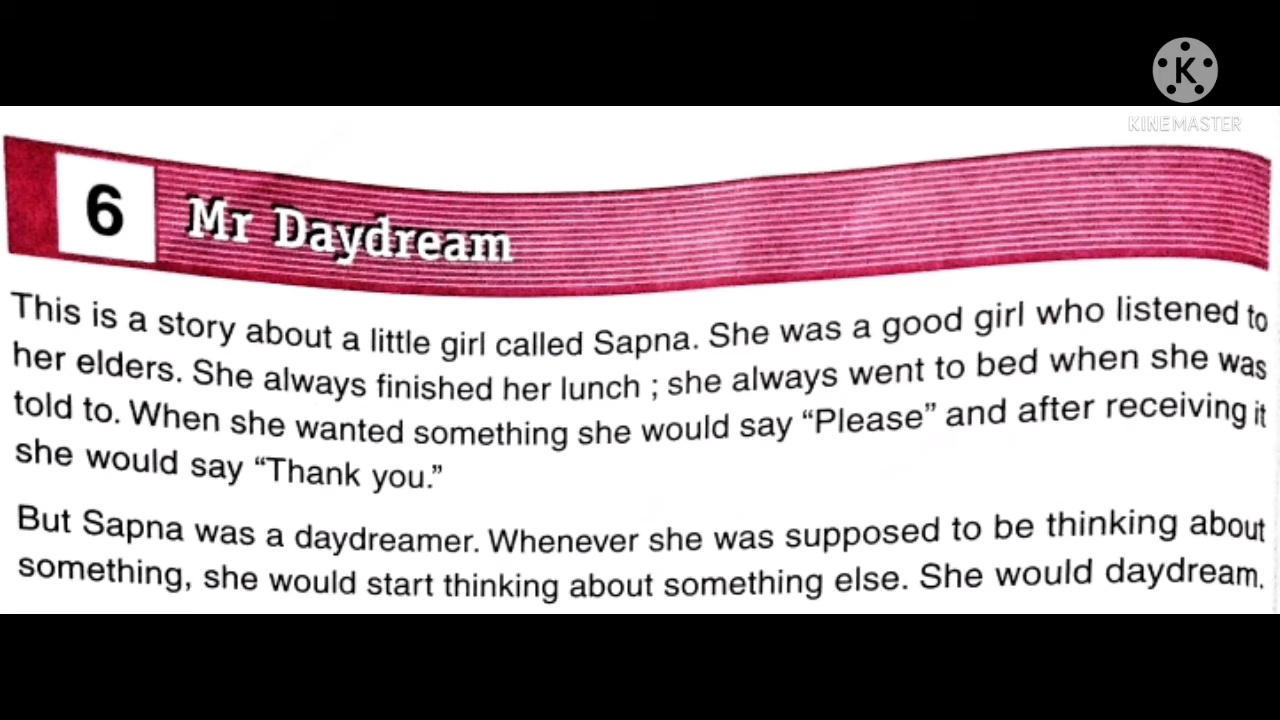 K
KINEMASTER
6
Mr Daydream
This is a story about a little girl called Sapna. She was a good girl who listened to
her elders. She always finished her lunch ; she always went to bed when she was
told to. When she wanted something she would say “Please” and after receiving it
she would say “Thank you.”
But Sapna was a daydreamer. Whenever she was supposed to be thinking about
something, she would start thinking about something else. She would daydream.